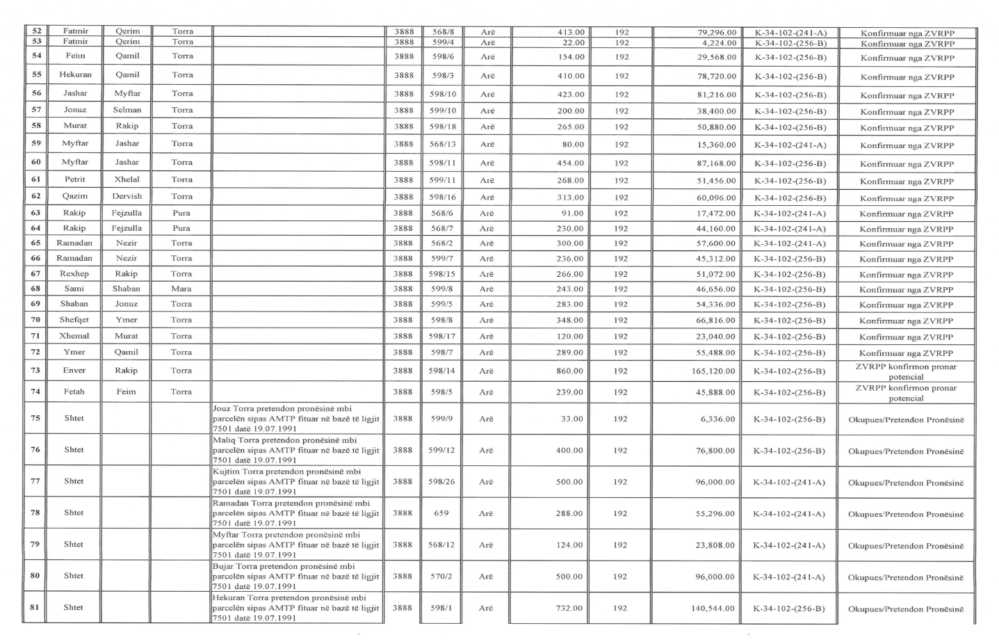 52 Fatmir Qerim Torra 3888 568/8 Arë 413.00 192 79,296.00 K-34-102-(241-A) Konfirmuar nga ZVRPP
53 Fatmir Qerim Torra 3888 599/4 Arë 22.00 192 4,224.00 K-34-102-(256-B) Konfirmuar nga ZVRPP
54 Feim Qamil Torra 3888 598/6 Arë 154.00 192 29,568.00 K-34-102-(256-B) Konfirmuar nga ZVRPP
55 Hekuran Qamil Torra 3888 598/3 Arë 410.00 192 78,720.00 K-34-102-(256-B) Konfirmuar nga ZVRPP
56 Jashar Myftar Torra 3888 598/10 Arë 423.00 192 81,216.00 K-34-102-(256-B) Konfirmuar nga ZVRPP
57 Jonuz Selman Torra 3888 599/10 Arë 200.00 192 38,400.00 K-34-102-(256-B) Konfirmuar nga ZVRPP
58 Murat Rakip Torra 3888 598/18 Arë 265.00 192 50,880.00 K-34-102-(256-B) Konfirmuar nga ZVRPP
59 Myftar Jashar Torra 3888 568/13 Arë 80.00 192 15,360.00 K-34-102-(241-A) Konfirmuar nga ZVRPP
60 Myftar Jashar Torra 3888 598/11 Arë 454.00 192 87,168.00 K-34-102-(256-B) Konfirmuar nga ZVRPP
61 Petrit Xhelal Torra 3888 599/11 Arë 268.00 192 51,456.00 K-34-102-(256-B) Konfirmuar nga ZVRPP
62 Qazim Dervish Torra 3888 598/16 Arë 313.00 192 60,096.00 K-34-102-(256-B) Konfirmuar nga ZVRPP
63 Rakip Fejzulla Pura 3888 568/6 Arë 91.00 192 17,472.00 K-34-102-(241-A) Konfirmuar nga ZVRPP
64 Rakip Fejzulla Pura 3888 568/7 Arë 230.00 192 44,160.00 K-34-102-(241-A) Konfirmuar nga ZVRPP
65 Ramadan Nezir Torra 3888 568/2 Arë 300.00 192 57,600.00 K-34-102-(241-A) Konfirmuar nga ZVRPP
66 Ramadan Nezir Torra 3888 599/7 Arë 236.00 192 45,312.00 K-34-102-(256-B) Konfirmuar nga ZVRPP
67 Rexhep Rakip Torra 3888 598/15 Arë 266.00 192 51,072.00 K-34-102-(256-B) Konfirmuar nga ZVRPP
68 Sami Shaban Mara 3888 599/8 Arë 243.00 192 46,656.00 K-34-102-(256-B) Konfirmuar nga ZVRPP
69 Shaban Jonuz Torra 3888 599/5 Arë 283.00 192 54,336.00 K-34-102-(256-B) Konfirmuar nga ZVRPP
70 Shefqet Ymer Torra 3888 598/8 Arë 348.00 192 66,816.00 K-34-102-(256-B) Konfirmuar nga ZVRPP
71 Xhemal Murat Torra 3888 598/17 Arë 120.00 192 23,040.00 K-34-102-(256-B) Konfirmuar nga ZVRPP
72 Ymer Qamil Torra 3888 598/7 Arë 289.00 192 55,488.00 K-34-102-(256-B) Konfirmuar nga ZVRPP
73 Enver Rakip Torra 3888 598/14 Arë 860.00 192 165,120.00 K-34-102-(256-B) ZVRPP konfirmon pronar
potencial
74 Fetah Feim Torra 3888 598/5 Arë 239.00 192 45,888.00 K-34-102-(256-B) ZVRPP konfirmon pronar
potencial
Jouz Torra pretendon pronësinë mbi
75 Shtet parcelën sipas AMTP fituar në bazë të ligjit 3888 599/9 Arë 33.00 192 6,336.00 K-34-102-(256-B) Okupues/Pretendon Pronësinë
7501 datë 19.07.1991
Maliq Torra pretendon pronësinë mbi
76 Shtet parcelën sipas AMTP fituar në bazë të ligjit 3888 599/12 Arë 400.00 192 76,800.00 K-34-102-(256-B) Okupues/Pretendon Pronësinë
7501 datë 19.07.1991
Kujtim Torra pretendon pronësinë mbi
77 Shtet parcelën sipas AMTP fituar në bazë të ligjit 3888 598/26 Arë 500.00 192 96,000.00 K-34-102-(241-A) Okupues/Pretendon Pronësinë
7501 datë 19.07.1991
Ramadan Torra pretendon pronësinë mbi
78 Shtet parcelën sipas AMTP fituar në bazë të ligjit 3888 659 Arë 288.00 192 55,296.00 K-34-102-(241-A) Okupues/Pretendon Pronësinë
7501 datë 19.07.1991
Myftar Torra pretendon pronësinë mbi
79 Shtet parcelën sipas AMTP fituar në bazë të ligjit 3888 568/12 Arë 124.00 192 23,808.00 K-34-102-(241-A) Okupues/Pretendon Pronësinë
7501 datë 19.07.1991
Bujar Torra pretendon pronësinë mbi
80 Shtet parcelën sipas AMTP fituar në bazë të ligjit 3888 570/2 Arë 500.00 192 96,000.00 K-34-102-(241-A) Okupues/Pretendon Pronësinë
7501 datë 19.07.1991
Hekuran Torra pretendon pronësinë mbi
81 Shtet parcelën sipas AMTP fituar në bazë të ligjit 3888 598/1 Arë 732.00 192 140,544.00 K-34-102-(256-B) Okupues/Pretendon Pronësinë
7501 datë 19.07.1991